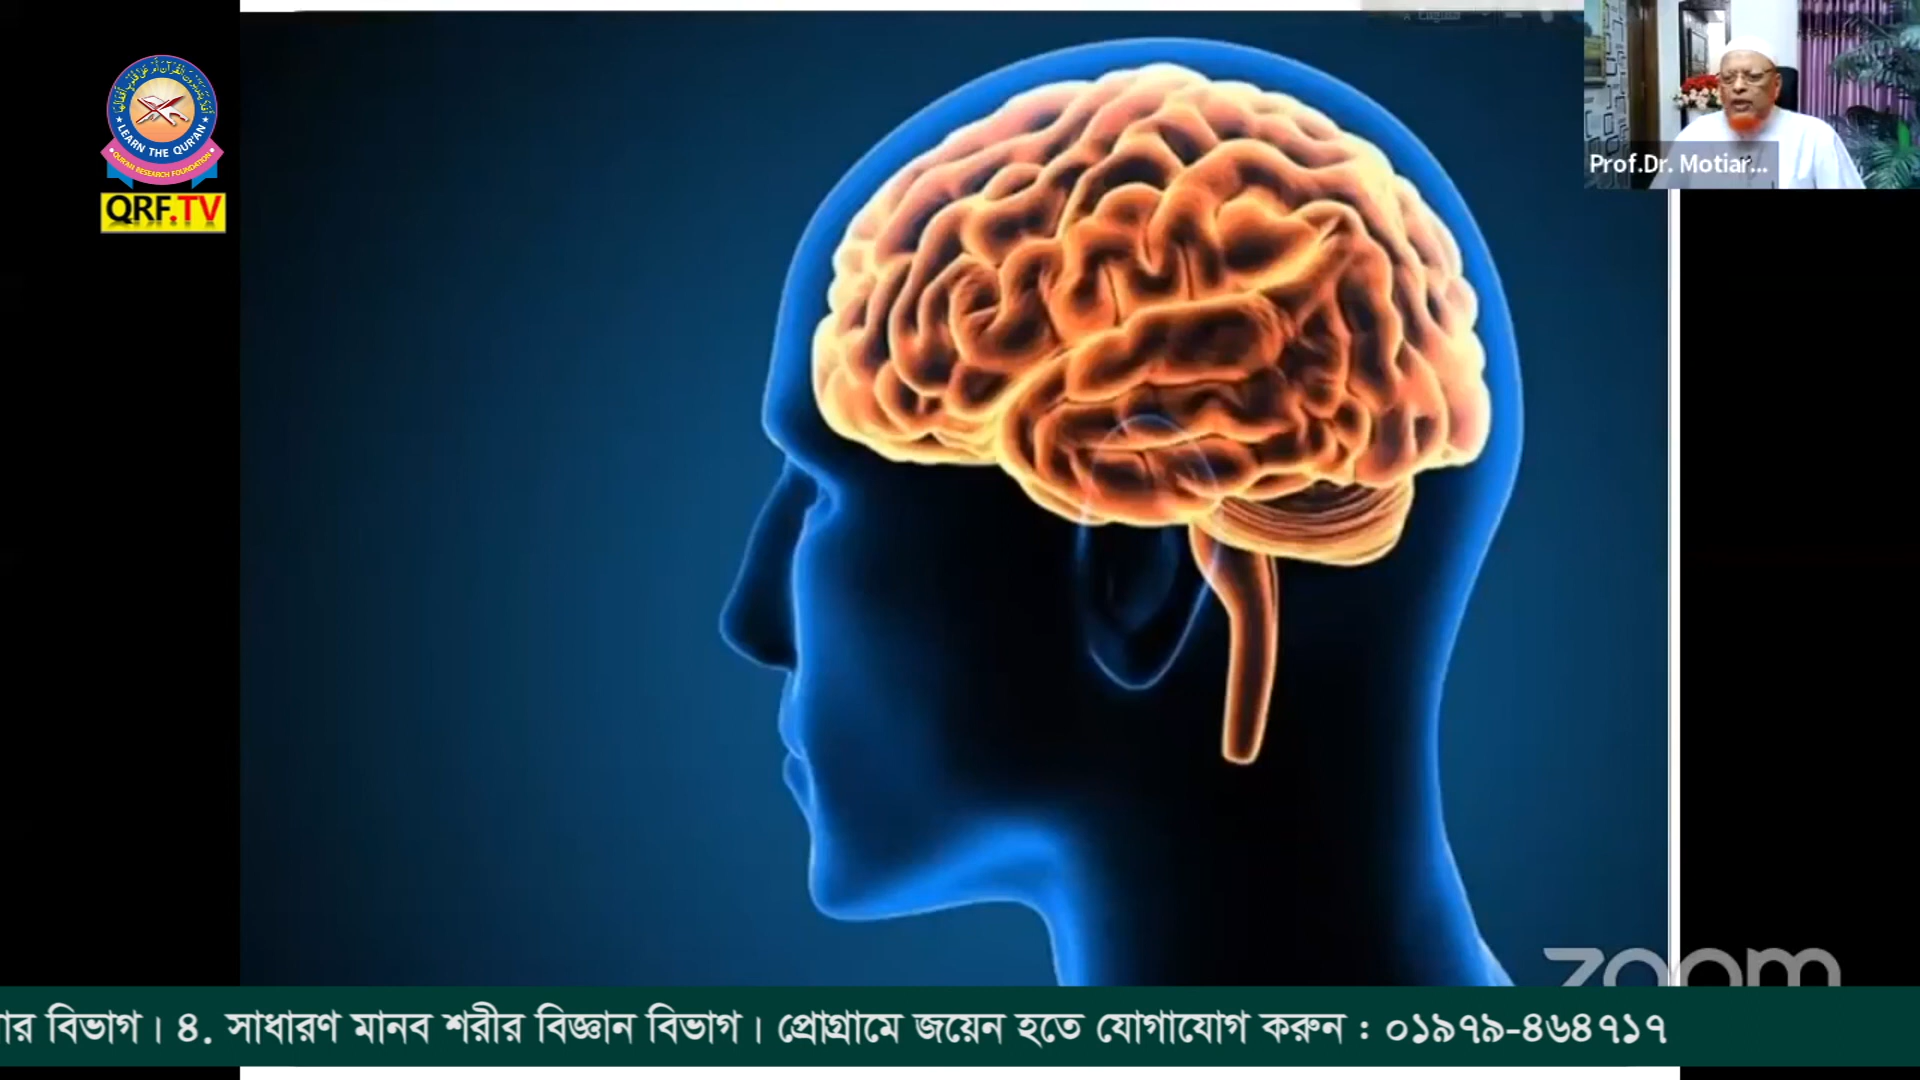 LEARN THE QUR'AN
QURAN RESEARCH FOUNDATION
QRF.TV
Prof.Dr. Motiar...
zoom
বিভাগ। ৪. সাধারণ মানব শরীর বিজ্ঞান বিভাগ। প্রোগ্রামে জয়েন হতে যোগাযোগ করুন : ০১৯৭৯-৪৬৪৭১৭